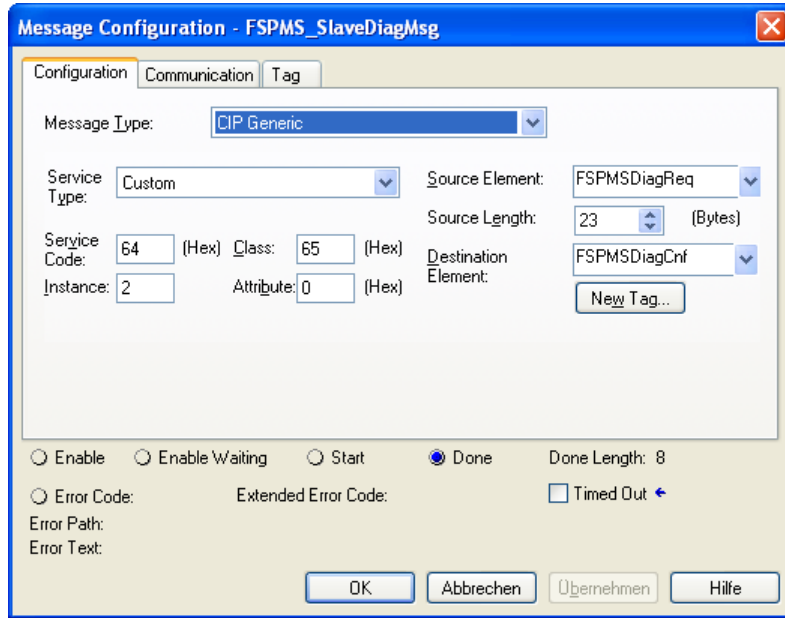 Message Configuration - FSPMS_SlaveDiagMsg
Configuration Communication Tag
Message Type: CIP Generic
Service Type: Custom
Source Element: FSPMSDiagReq
Source Length: 23 (Bytes)
Service Code: 64 (Hex) Class: 65 (Hex)
Destination Element: FSPMSDiagCnf
Instance: 2 Attribute: 0 (Hex)
New Tag...
Enable Enable Waiting Start Done Done Length: 8
Error Code: Extended Error Code: Timed Out
Error Path:
Error Text:
OK Abbrechen Übernehmen Hilfe